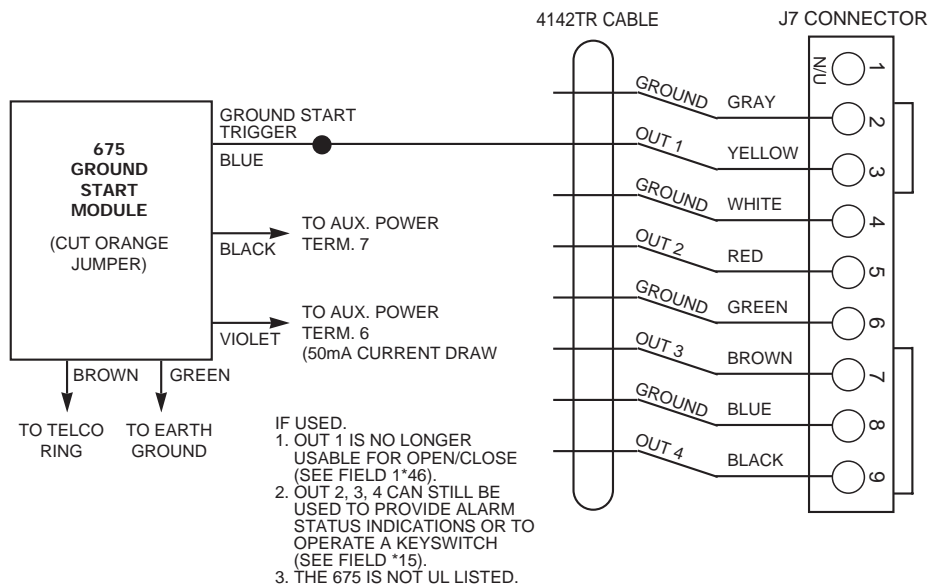 4142TR CABLE
J7 CONNECTOR
N/U
1
GROUND
GRAY
2
OUT 1
YELLOW
3
GROUND
WHITE
4
OUT 2
RED
5
GROUND
GREEN
6
OUT 3
BROWN
7
GROUND
BLUE
8
OUT 4
BLACK
9
675
GROUND
START
MODULE
(CUT ORANGE
JUMPER)
GROUND START
TRIGGER
BLUE
BLACK
TO AUX. POWER
TERM. 7
VIOLET
TO AUX. POWER
TERM. 6
(50mA CURRENT DRAW
BROWN
GREEN
TO TELCO
RING
TO EARTH
GROUND
IF USED.
1. OUT 1 IS NO LONGER
USABLE FOR OPEN/CLOSE
(SEE FIELD 1*46).
2. OUT 2, 3, 4 CAN STILL BE
USED TO PROVIDE ALARM
STATUS INDICATIONS OR TO
OPERATE A KEYSWITCH
(SEE FIELD *15).
3. THE 675 IS NOT UL LISTED.